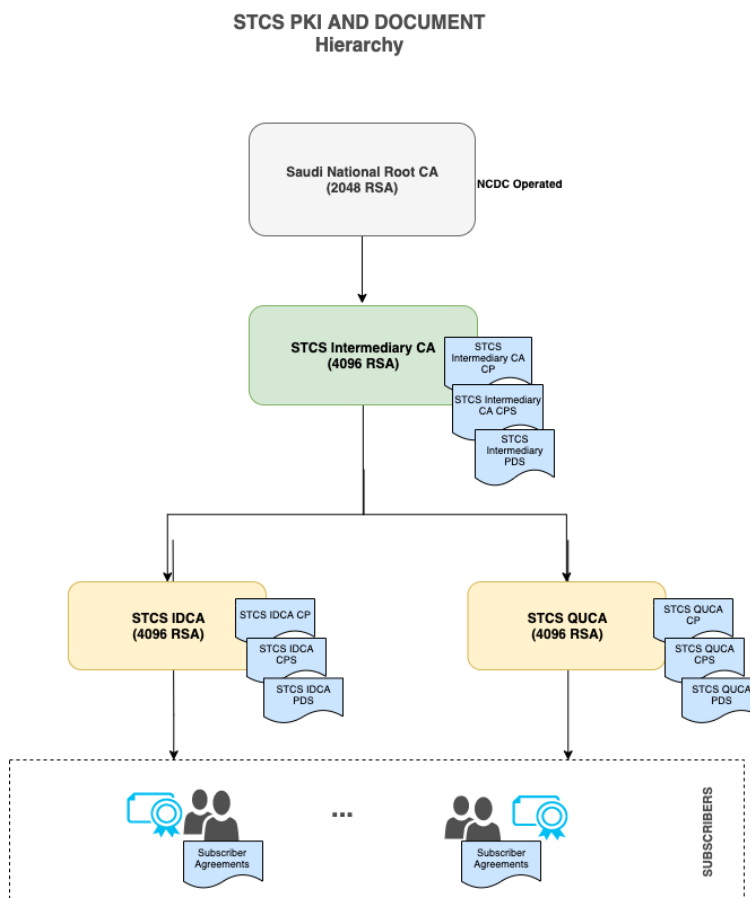 STCS PKI AND DOCUMENT
Hierarchy
Saudi National Root CA
(2048 RSA)
NCDC Operated
STCS Intermediary CA
(4096 RSA)
STCS
Intermediary CA
CP
STCS Intermediary
CA CPS
STCS
Intermediary
PDS
STCS IDCA
(4096 RSA)
STCS IDCA CP
STCS IDCA
CPS
STCS IDCA
PDS
STCS QUCA
(4096 RSA)
STCS QUCA
CP
STCS QUCA
CPS
STCS QUCA
PDS
...
SUBSCRIBERS
Subscriber
Agreements
Subscriber
Agreements